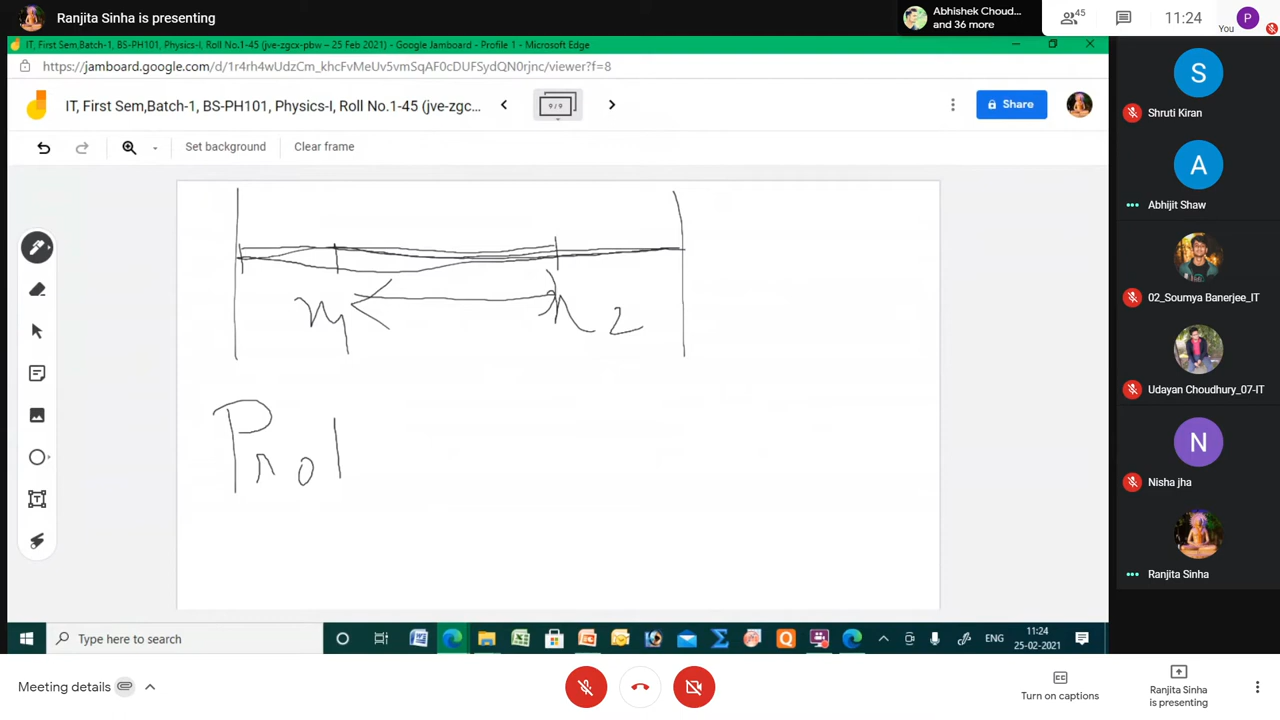 Ranjita Sinha is presenting
Abhishek Choud...
and 36 more
45
11:24
P
You
IT, First Sem,Batch-1, BS-PH101, Physics-I, Roll No.1-45 (jve-zgcx-pbw – 25 Feb 2021) - Google Jamboard - Profile 1 - Microsoft Edge
https://jamboard.google.com/d/1r4rh4wUdzCm_khcFvMeUv5vmSqAF0cDUFSydQN0rjnc/viewer?f=8
IT, First Sem,Batch-1, BS-PH101, Physics-I, Roll No.1-45 (jve-zgc...
9/9
Share
Set background
Clear frame
x1
x2
Prol
S
Shruti Kiran
A
Abhijit Shaw
02_Soumya Banerjee_IT
Udayan Choudhury_07-IT
N
Nisha jha
Ranjita Sinha
Type here to search
ENG
11:24
25-02-2021
Meeting details
Turn on captions
Ranjita Sinha
is presenting